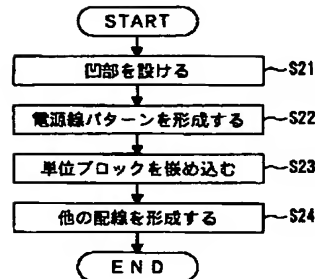 START
凹部を設ける
S21
電源線パターンを形成する
S22
単位ブロックを嵌め込む
S23
他の配線を形成する
S24
END